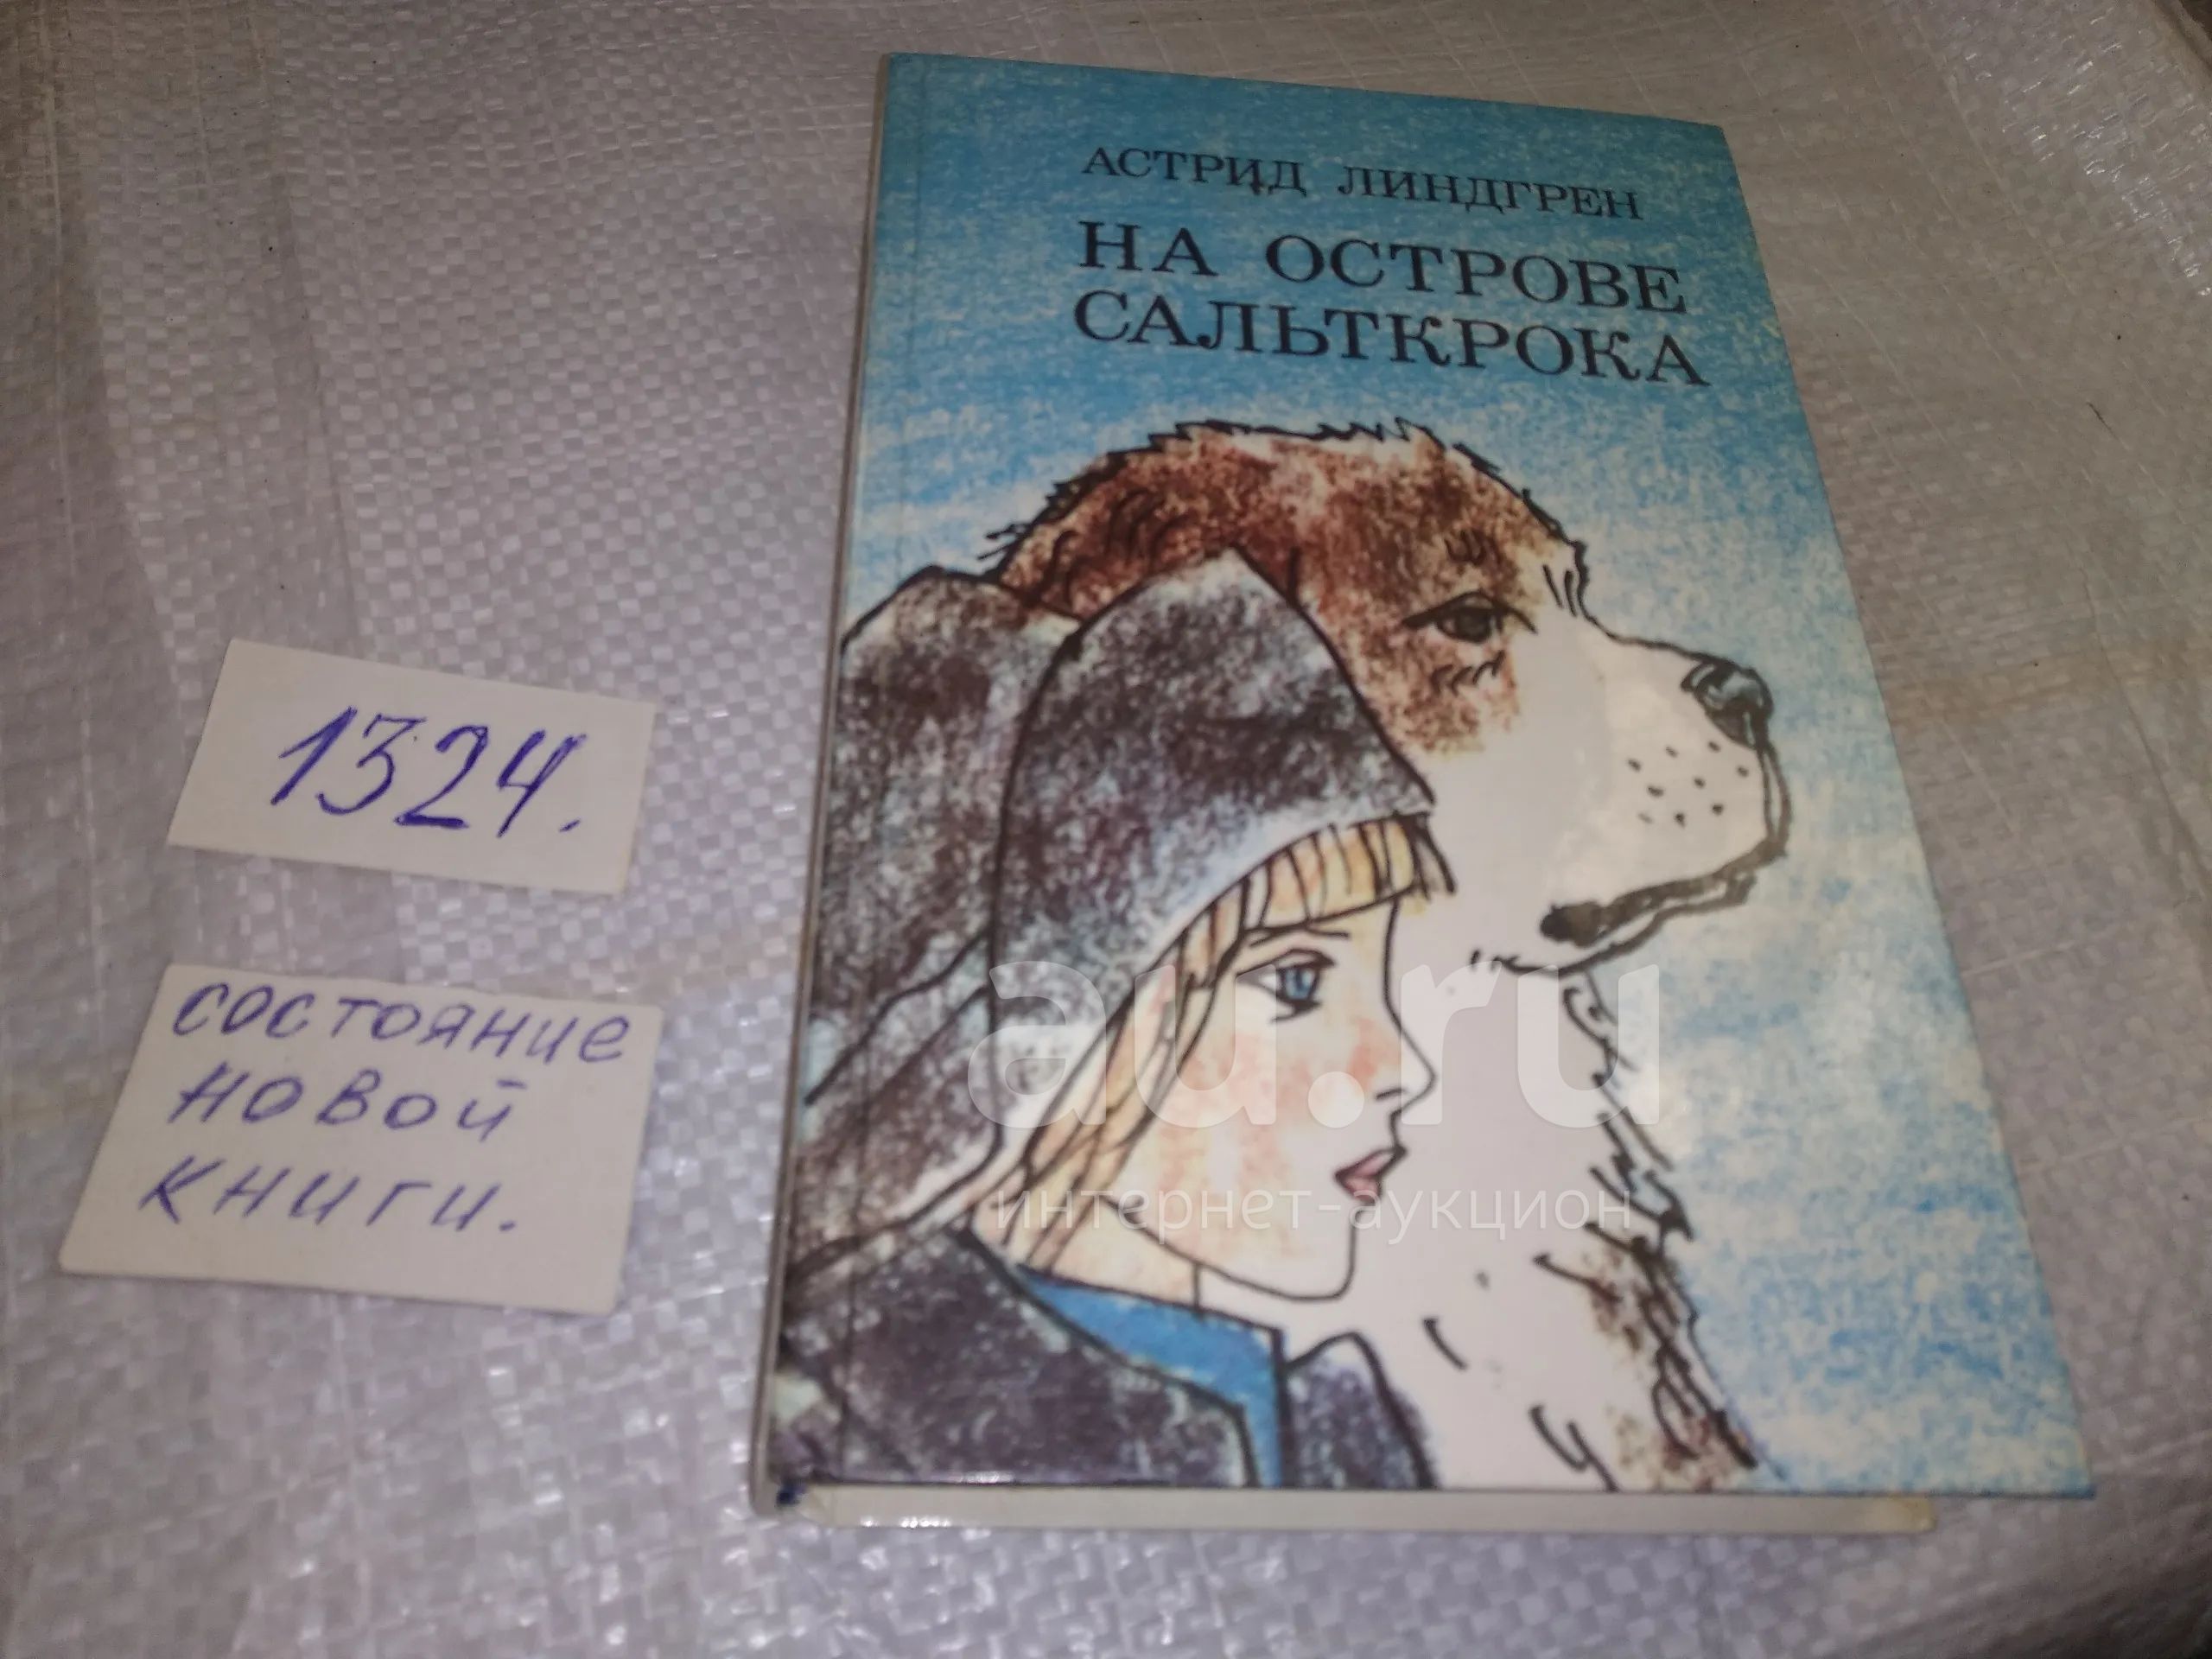 АСТРИД ЛИНДГРЕН
НА ОСТРОВЕ
САЛЬТКРОКА
1324.
состояние
новой
книги.
au.ru
интернет-аукцион